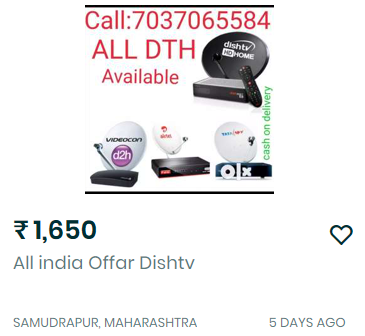 Call:7037065584
ALL DTH
Available
dishtv
HD HOME
cash on delivery
VIDEOCON
d2h
airtel
TATA sky
OLX
₹ 1,650
All india Offar Dishtv
SAMUDRAPUR, MAHARASHTRA
5 DAYS AGO